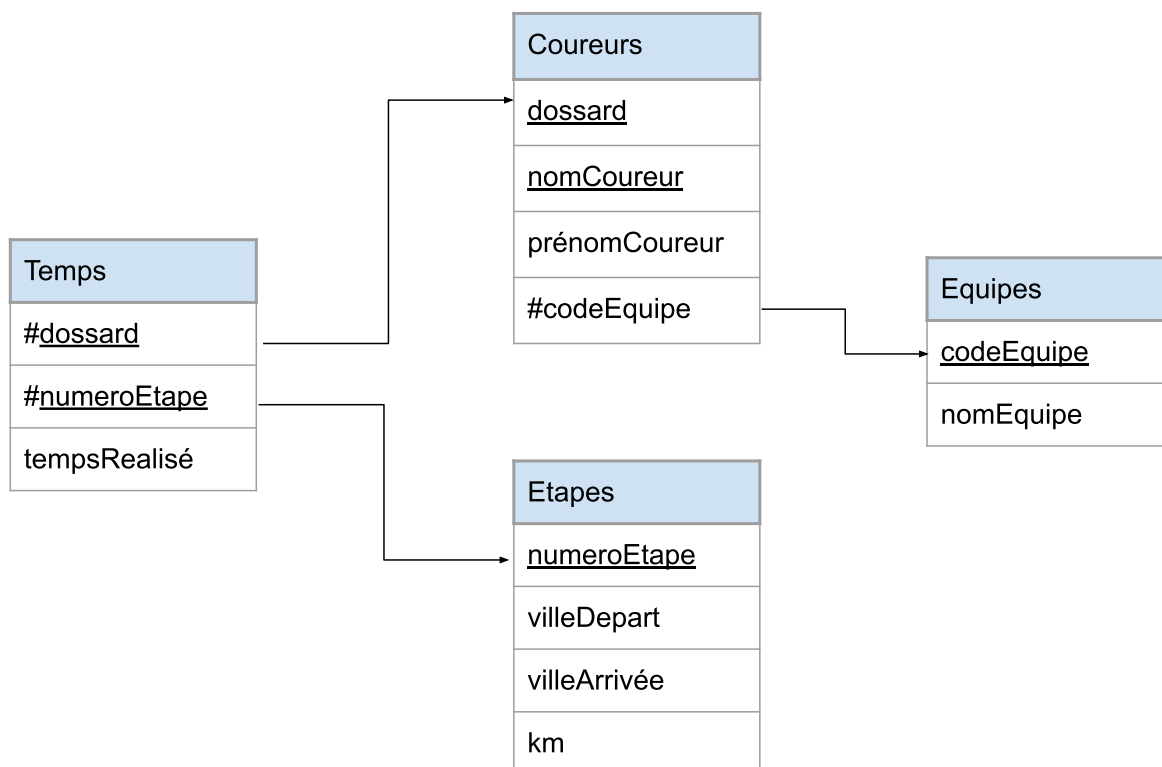 Coureurs
dossard
nomCoureur
prénomCoureur
#codeEquipe
Temps
#dossard
#numeroEtape
tempsRealisé
Equipes
codeEquipe
nomEquipe
Etapes
numeroEtape
villeDepart
villeArrivée
km